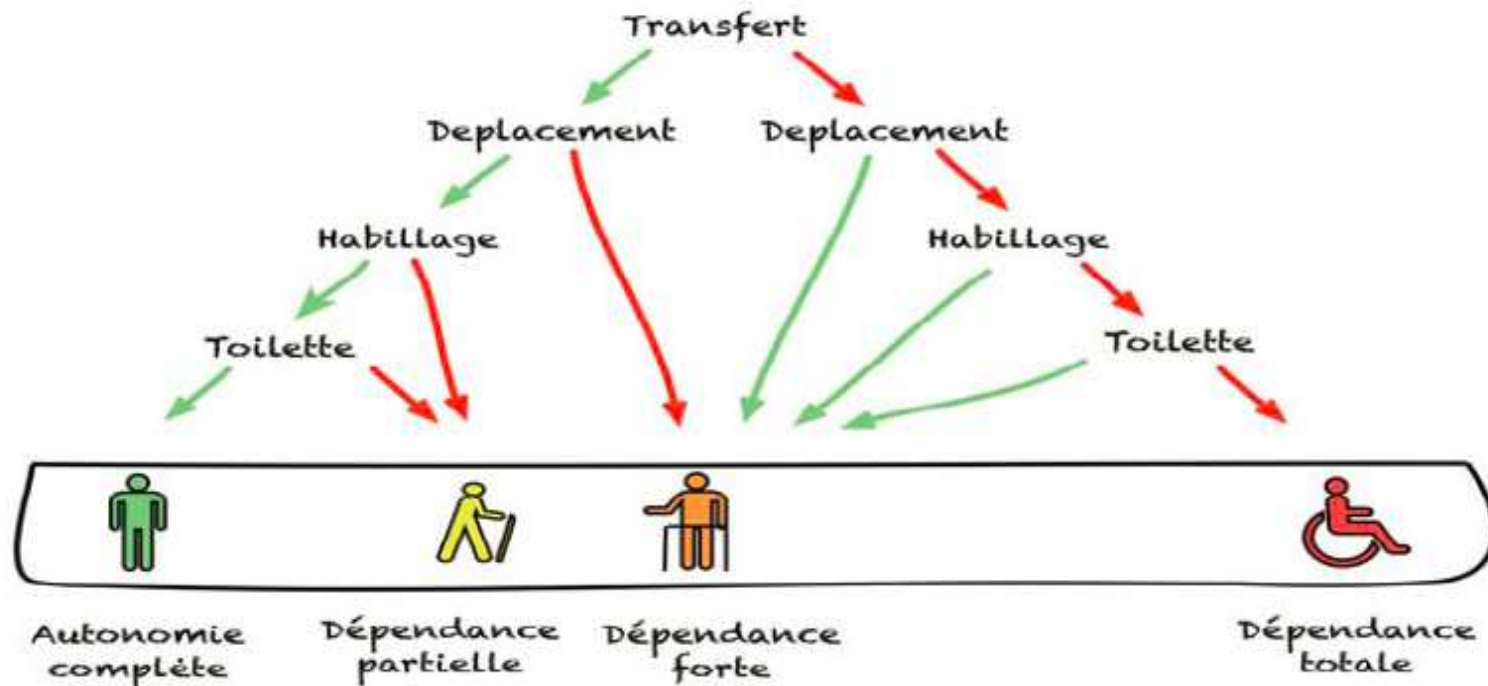 Transfert
Deplacement Deplacement
Habillage Habillage
Toilette Toilette
Autonomie complète
Dépendance partielle
Dépendance forte
Dépendance totale